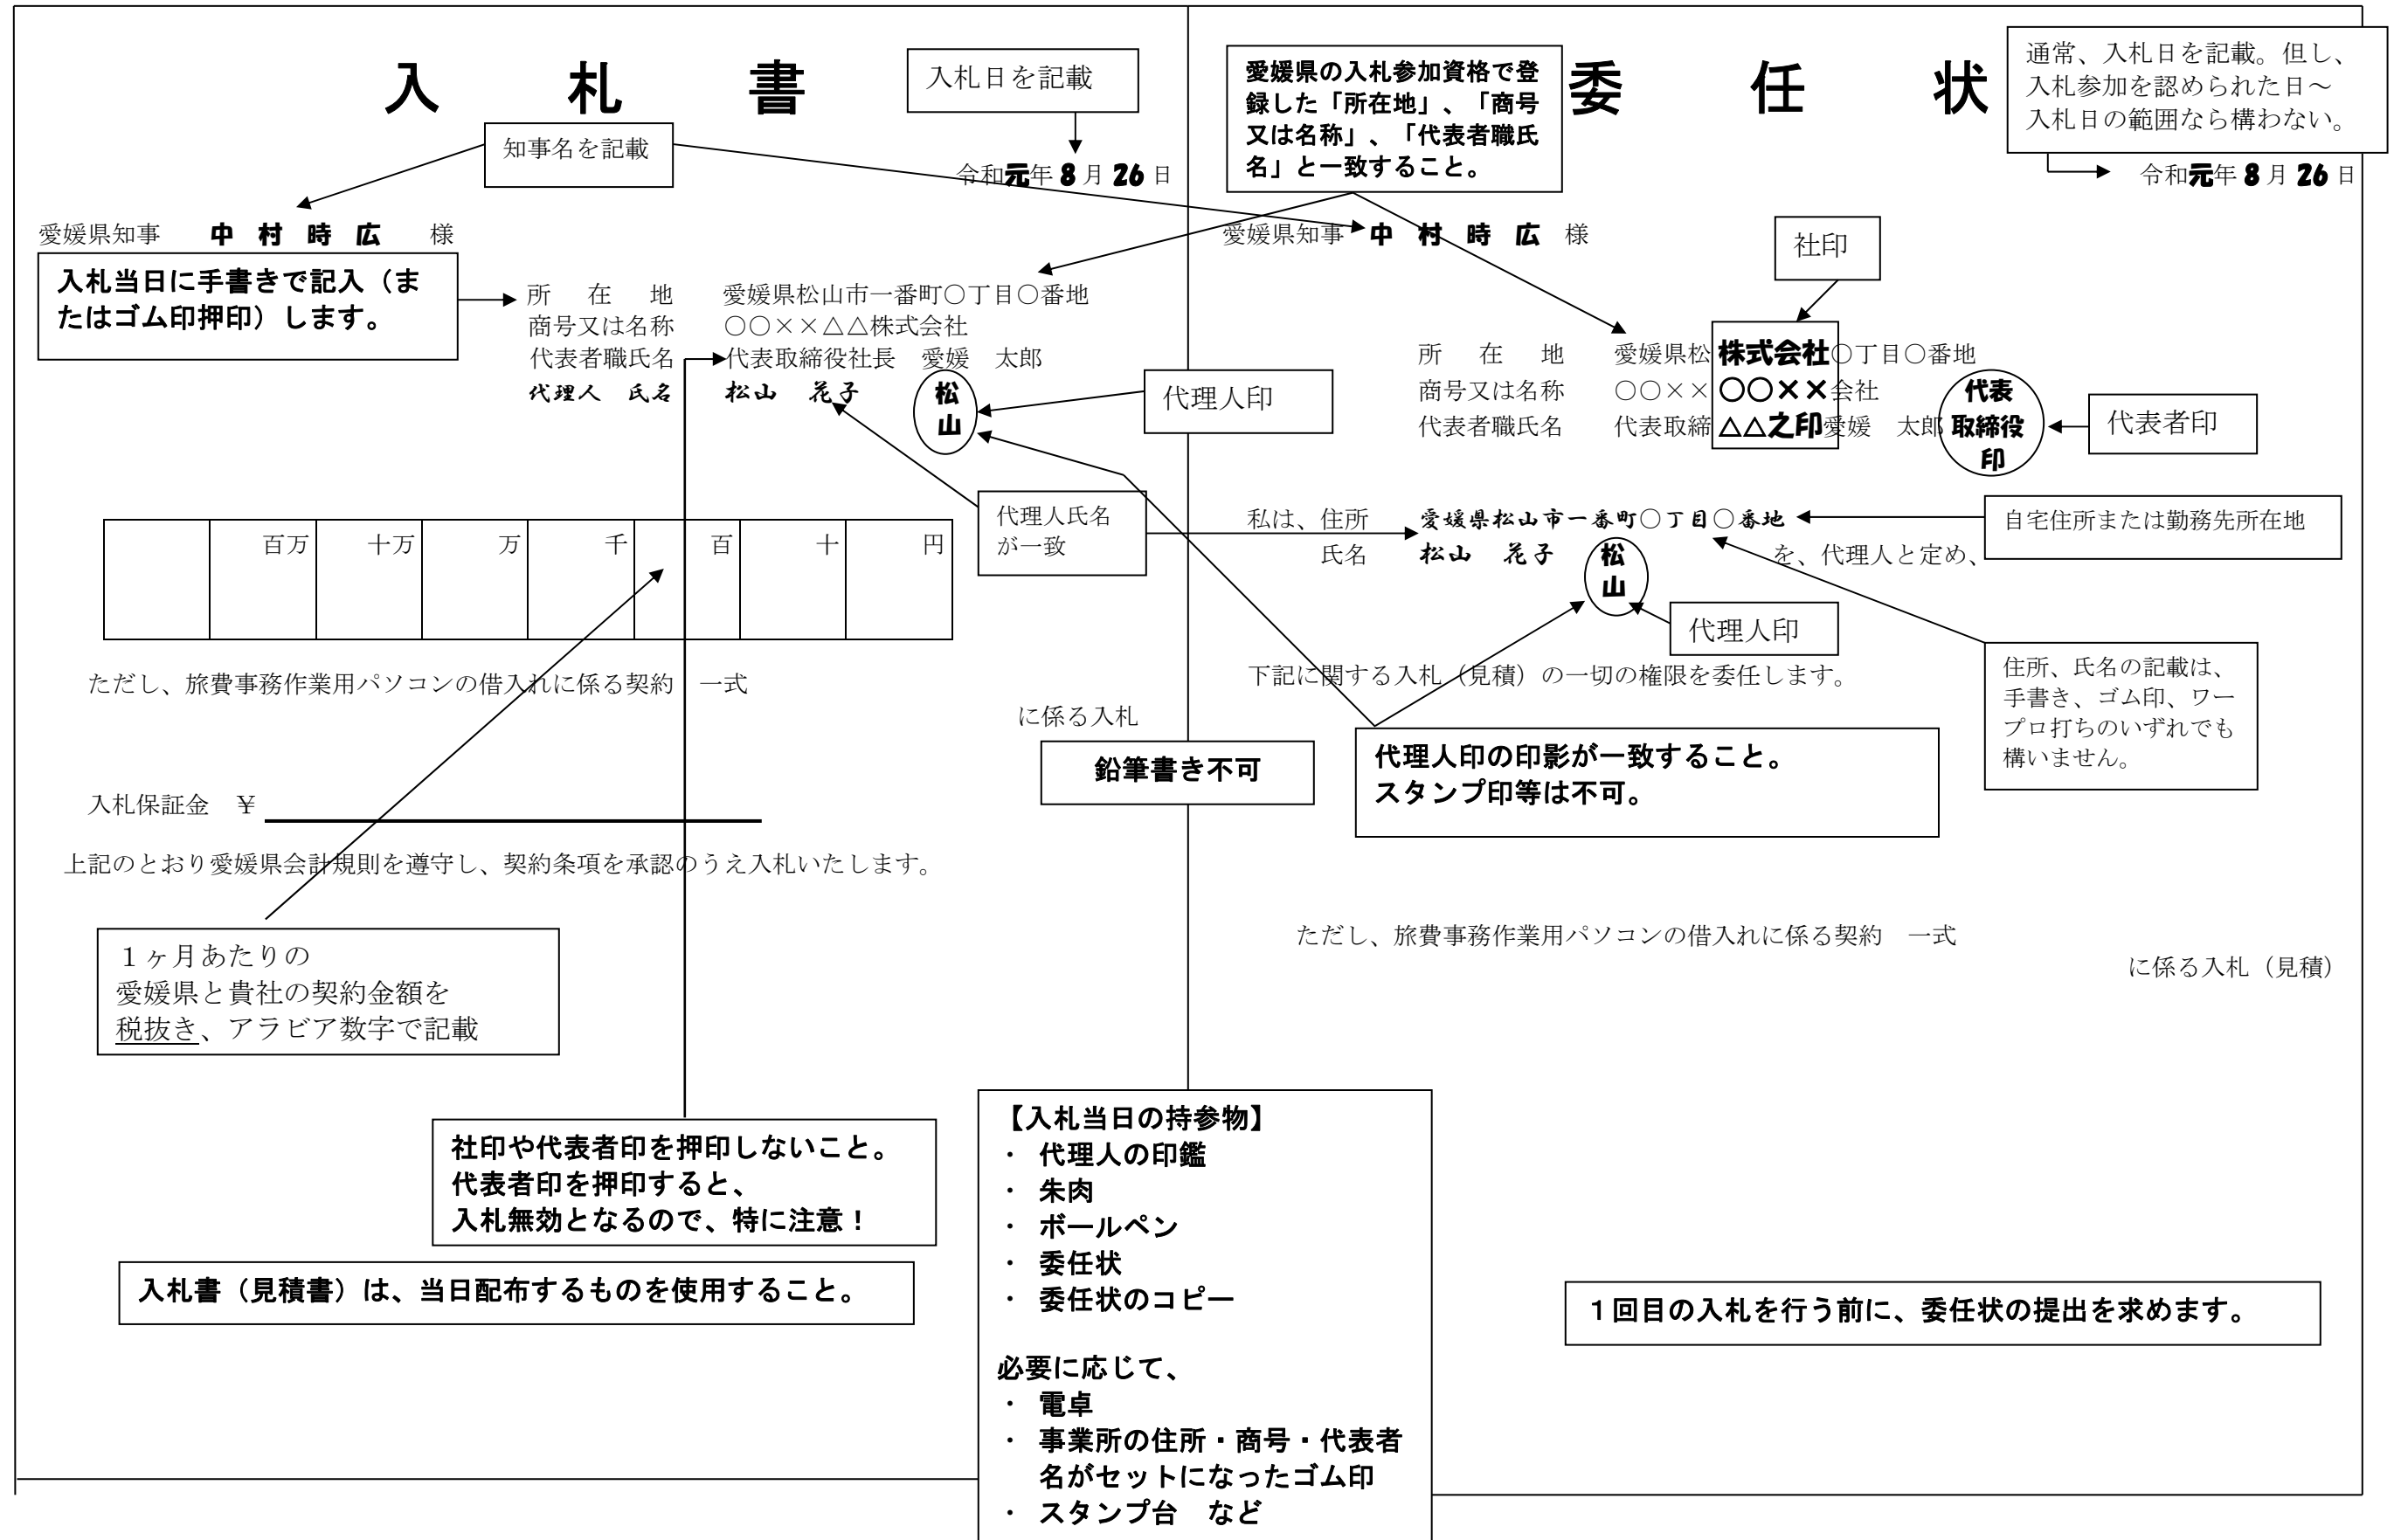 入　札　書
入札日を記載
知事名を記載
令和元年 8 月 26 日
愛媛県知事　中 村 時 広　様
入札当日に手書きで記入（ま
たはゴム印押印）します。
所　在　地　愛媛県松山市一番町〇丁目〇番地
商号又は名称　〇〇××△△株式会社
代表者職氏名　代表取締役社長　愛媛　太郎
代理人　氏名　松山　花子
松
山
代理人印
代理人氏名
が一致
百万　十万　万　千　百　十　円
ただし、旅費事務作業用パソコンの借入れに係る契約　一式
に係る入札
鉛筆書き不可
入札保証金　￥
上記のとおり愛媛県会計規則を遵守し、契約条項を承認のうえ入札いたします。
１ヶ月あたりの
愛媛県と貴社の契約金額を
税抜き、アラビア数字で記載
社印や代表者印を押印しないこと。
代表者印を押印すると、
入札無効となるので、特に注意！
入札書（見積書）は、当日配布するものを使用すること。
【入札当日の持参物】
・ 代理人の印鑑
・ 朱肉
・ ボールペン
・ 委任状
・ 委任状のコピー
必要に応じて、
・ 電卓
・ 事業所の住所・商号・代表者
名がセットになったゴム印
・ スタンプ台　など
委　任　状
愛媛県の入札参加資格で登
録した「所在地」、「商号
又は名称」、「代表者職氏
名」と一致すること。
通常、入札日を記載。但し、
入札参加を認められた日～
入札日の範囲なら構わない。
令和元年 8 月 26 日
愛媛県知事　中 村 時 広　様
社印
所　在　地　愛媛県松　〇丁目〇番地
商号又は名称　〇〇××　会社
代表者職氏名　代表取締　愛媛　太郎
株式会社
〇〇××
△△之印
代表
取締役
印
代表者印
私は、住所　愛媛県松山市一番町〇丁目〇番地
氏名　松山　花子　を、代理人と定め、
松
山
自宅住所または勤務先所在地
代理人印
下記に関する入札（見積）の一切の権限を委任します。
住所、氏名の記載は、
手書き、ゴム印、ワー
プロ打ちのいずれでも
構いません。
代理人印の印影が一致すること。
スタンプ印等は不可。
ただし、旅費事務作業用パソコンの借入れに係る契約　一式
に係る入札（見積）
１回目の入札を行う前に、委任状の提出を求めます。